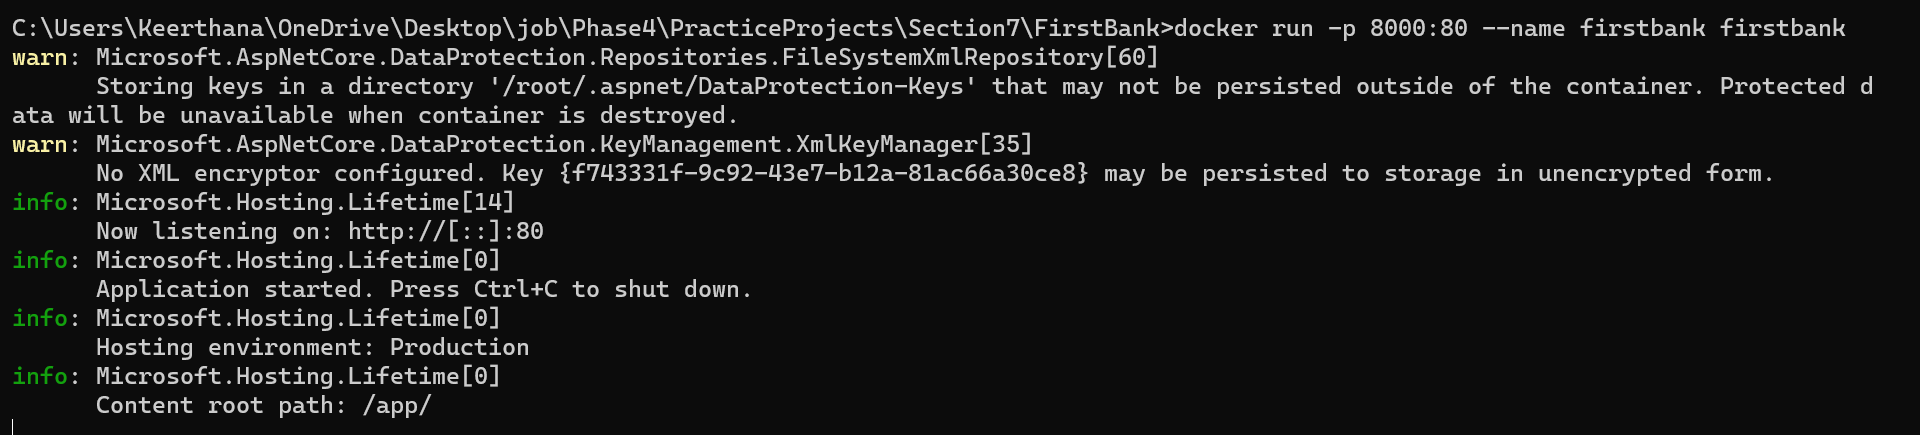 C:\Users\Keerthana\OneDrive\Desktop\job\Phase4\PracticeProjects\Section7\FirstBank>docker run -p 8000:80 --name firstbank firstbank
warn: Microsoft.AspNetCore.DataProtection.Repositories.FileSystemXmlRepository[60]
      Storing keys in a directory '/root/.aspnet/DataProtection-Keys' that may not be persisted outside of the container. Protected d
ata will be unavailable when container is destroyed.
warn: Microsoft.AspNetCore.DataProtection.KeyManagement.XmlKeyManager[35]
      No XML encryptor configured. Key {f743331f-9c92-43e7-b12a-81ac66a30ce8} may be persisted to storage in unencrypted form.
info: Microsoft.Hosting.Lifetime[14]
      Now listening on: http://[::]:80
info: Microsoft.Hosting.Lifetime[0]
      Application started. Press Ctrl+C to shut down.
info: Microsoft.Hosting.Lifetime[0]
      Hosting environment: Production
info: Microsoft.Hosting.Lifetime[0]
      Content root path: /app/